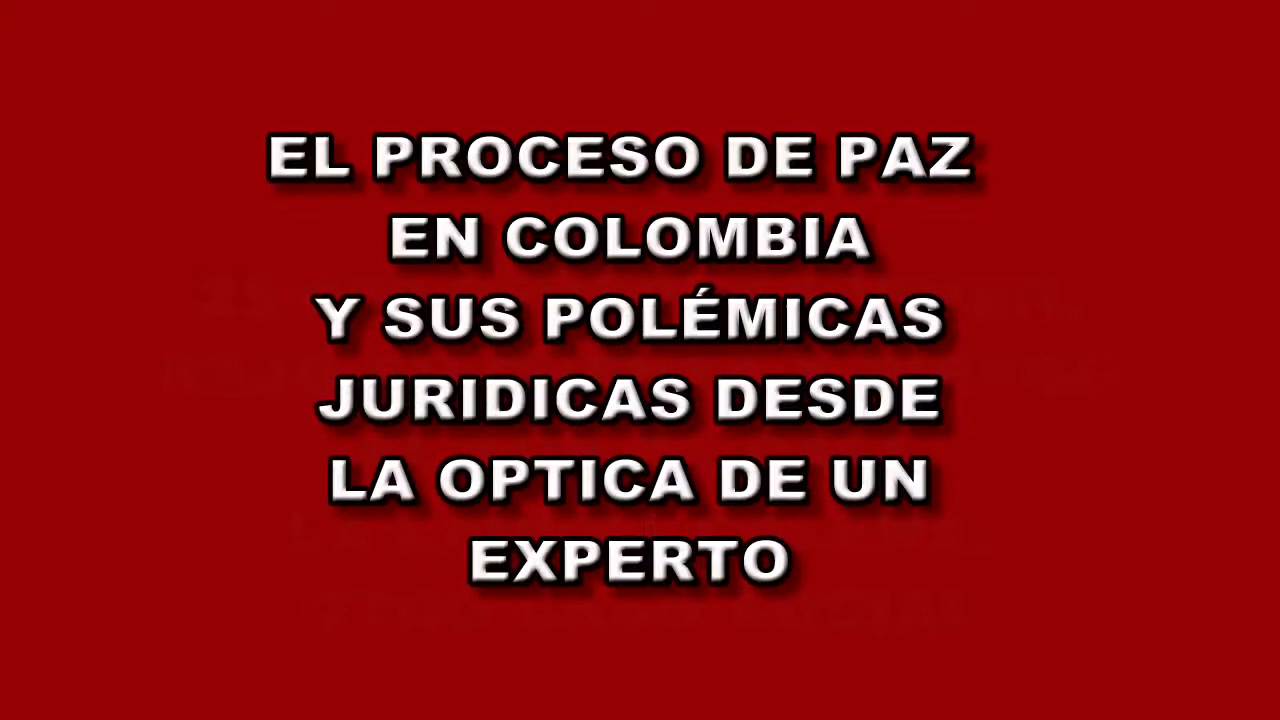 EL PROCESO DE PAZ
EN COLOMBIA
Y SUS POLÉMICAS
JURIDICAS DESDE
LA OPTICA DE UN
EXPERTO